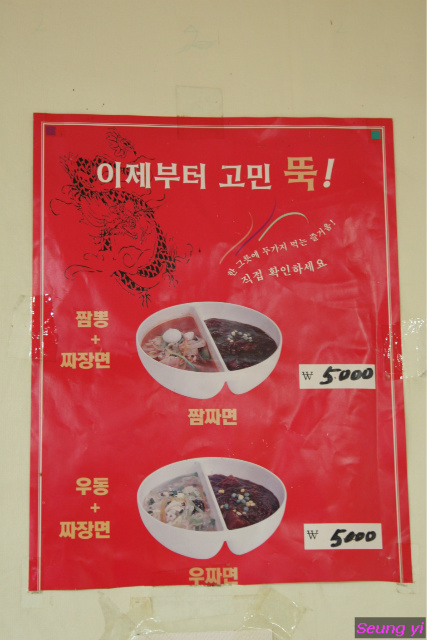 이제부터 고민 뚝!
한 그릇에 두가지 먹는 즐거움!
직접 확인하세요
짬뽕
+
짜장면
₩ 5000
짬짜면
우동
+
짜장면
₩ 5000
우짜면
Seung yi